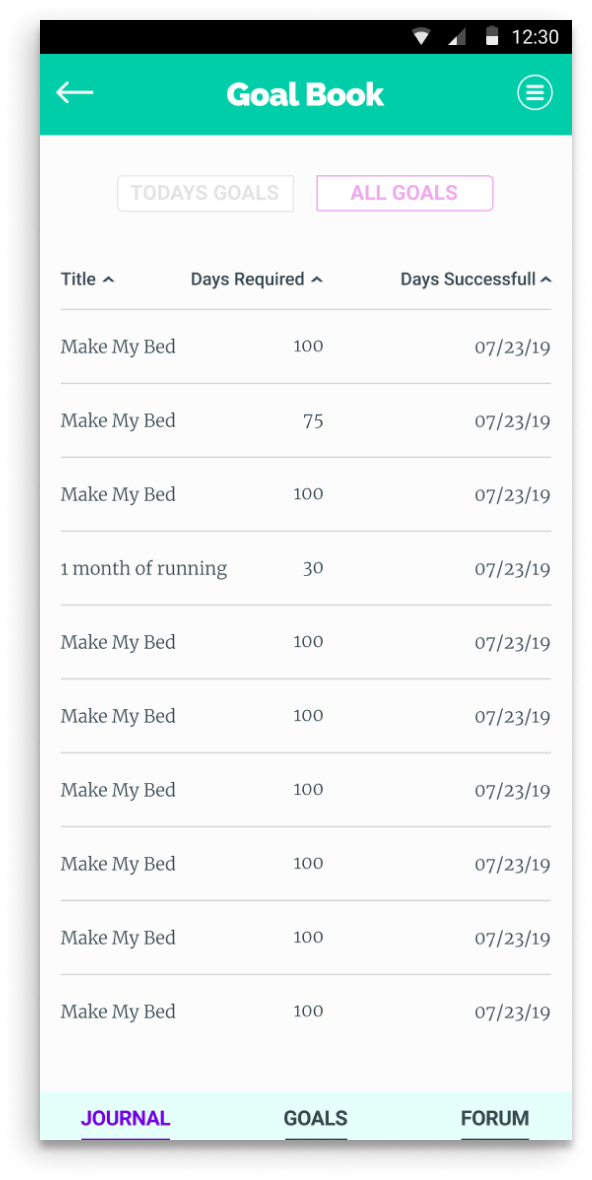 12:30
Goal Book
TODAYS GOALS ALL GOALS
Title Days Required Days Successfull
Make My Bed 100 07/23/19
Make My Bed 75 07/23/19
Make My Bed 100 07/23/19
1 month of running 30 07/23/19
Make My Bed 100 07/23/19
Make My Bed 100 07/23/19
Make My Bed 100 07/23/19
Make My Bed 100 07/23/19
Make My Bed 100 07/23/19
Make My Bed 100 07/23/19
JOURNAL GOALS FORUM